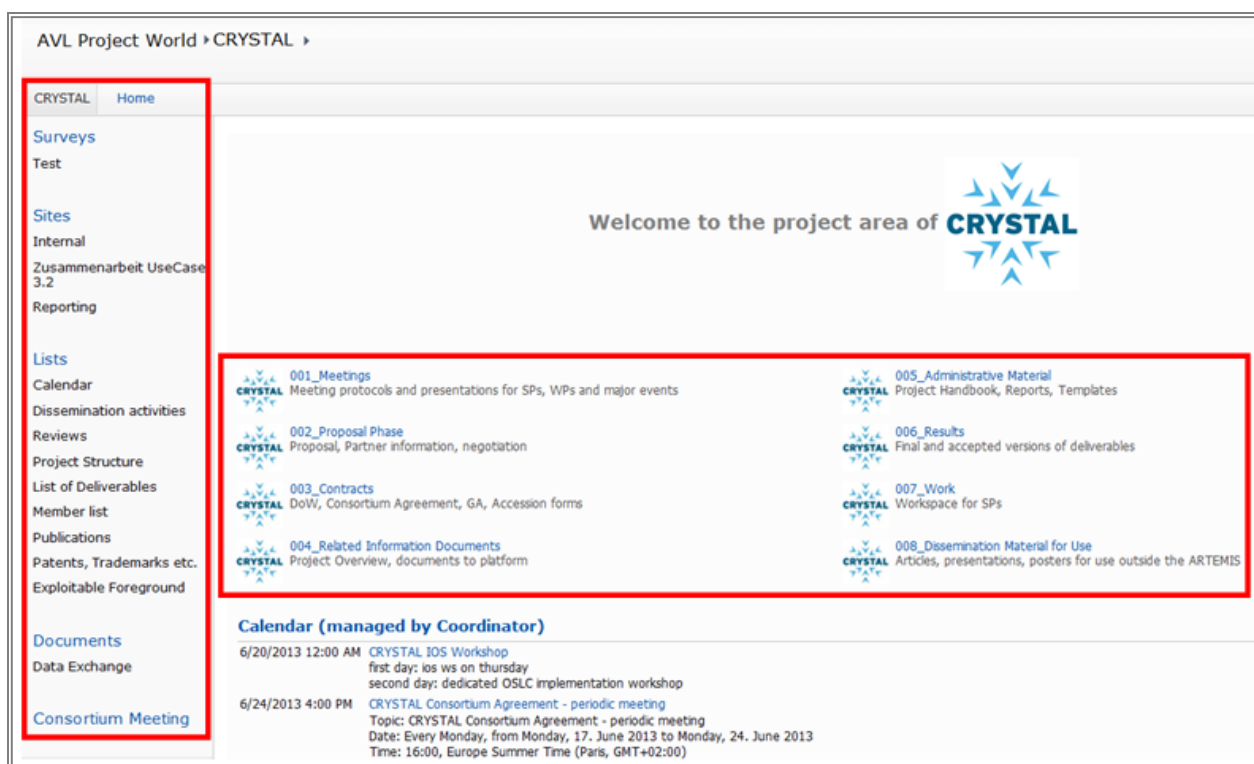 AVL Project World ▸ CRYSTAL ▸
CRYSTAL Home
Surveys
Test
Sites
Internal
Zusammenarbeit UseCase
3.2
Reporting
Lists
Calendar
Dissemination activities
Reviews
Project Structure
List of Deliverables
Member list
Publications
Patents, Trademarks etc.
Exploitable Foreground
Documents
Data Exchange
Consortium Meeting
Welcome to the project area of CRYSTAL
CRYSTAL
001_Meetings
Meeting protocols and presentations for SPs, WPs and major events
CRYSTAL
002_Proposal Phase
Proposal, Partner information, negotiation
CRYSTAL
003_Contracts
DoW, Consortium Agreement, GA, Accession forms
CRYSTAL
004_Related Information Documents
Project Overview, documents to platform
CRYSTAL
005_Administrative Material
Project Handbook, Reports, Templates
CRYSTAL
006_Results
Final and accepted versions of deliverables
CRYSTAL
007_Work
Workspace for SPs
CRYSTAL
008_Dissemination Material for Use
Articles, presentations, posters for use outside the ARTEMIS
Calendar (managed by Coordinator)
6/20/2013 12:00 AM CRYSTAL IOS Workshop
first day: ios ws on thursday
second day: dedicated OSLC implementation workshop
6/24/2013 4:00 PM CRYSTAL Consortium Agreement - periodic meeting
Topic: CRYSTAL Consortium Agreement - periodic meeting
Date: Every Monday, from Monday, 17. June 2013 to Monday, 24. June 2013
Time: 16:00, Europe Summer Time (Paris, GMT+02:00)